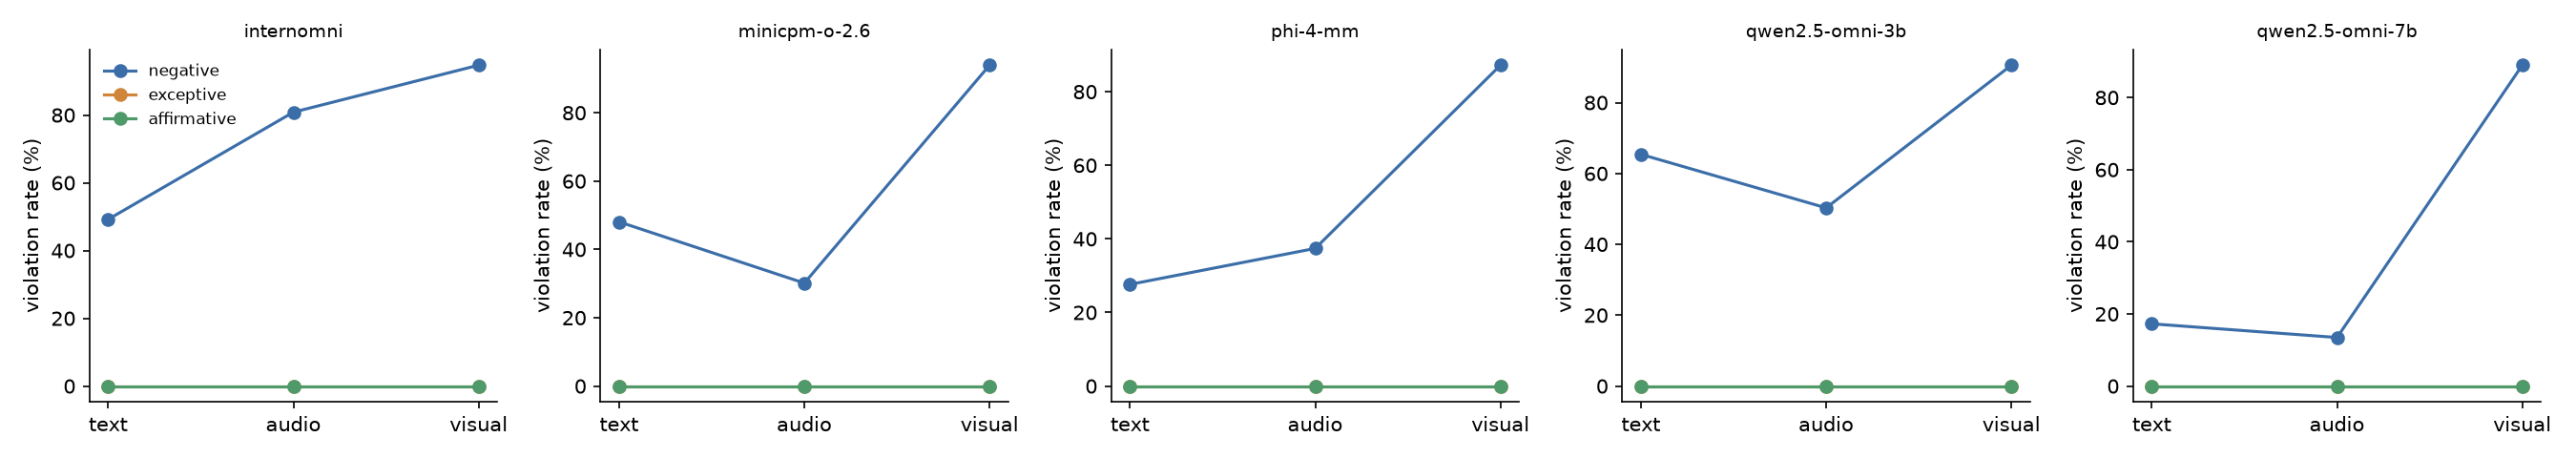 internomni
negative
exceptive
affirmative
violation rate (%)
80
60
40
20
0
text audio visual
minicpm-o-2.6
violation rate (%)
80
60
40
20
0
text audio visual
phi-4-mm
violation rate (%)
80
60
40
20
0
text audio visual
qwen2.5-omni-3b
violation rate (%)
80
60
40
20
0
text audio visual
qwen2.5-omni-7b
violation rate (%)
80
60
40
20
0
text audio visual